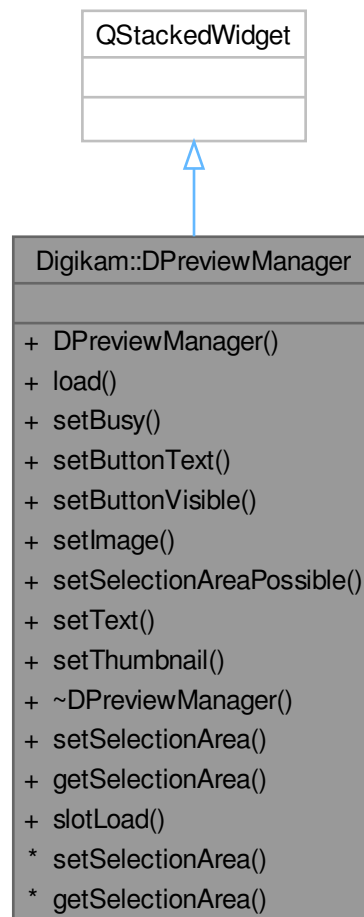 QStackedWidget
Digikam::DPreviewManager
+ DPreviewManager()
+ load()
+ setBusy()
+ setButtonText()
+ setButtonVisible()
+ setImage()
+ setSelectionAreaPossible()
+ setText()
+ setThumbnail()
+ ~DPreviewManager()
+ setSelectionArea()
+ getSelectionArea()
+ slotLoad()
* setSelectionArea()
* getSelectionArea()